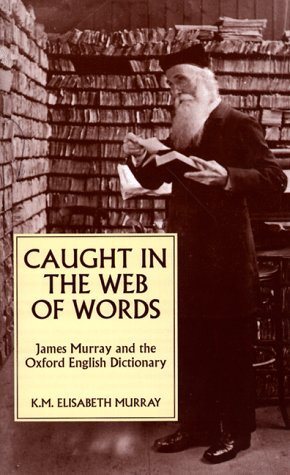 CAUGHT IN
THE WEB
OF WORDS
James Murray and the
Oxford English Dictionary
K.M. ELISABETH MURRAY